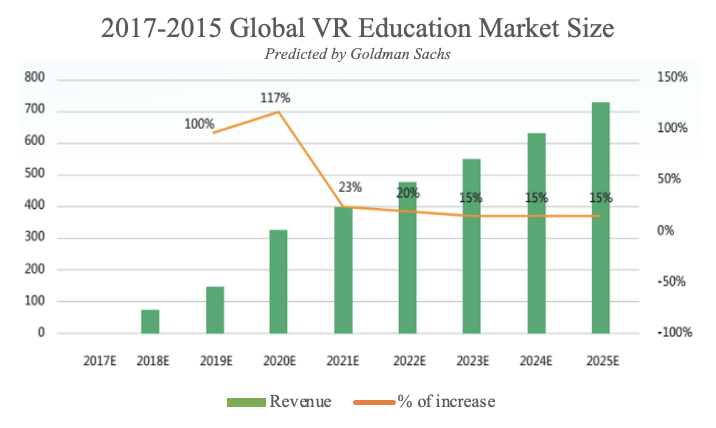 2017-2015 Global VR Education Market Size
Predicted by Goldman Sachs
800 150%
700
600 100%
500 50%
400
300 0%
200
100 -50%
0 -100%
100% 117% 23% 20% 15% 15% 15%
2017E 2018E 2019E 2020E 2021E 2022E 2023E 2024E 2025E
Revenue % of increase